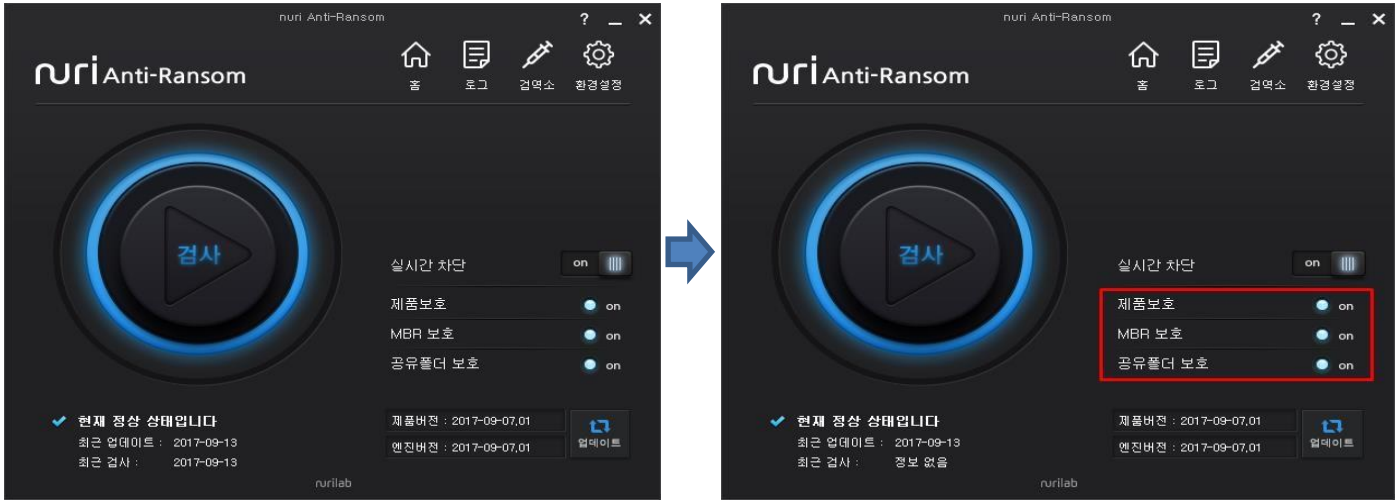 nuri Anti-Ransom
? _ ×
nuri Anti-Ransom
홈 로그 검역소 환경설정
검사
실시간 차단 on
제품보호 on
MBR 보호 on
공유폴더 보호 on
현재 정상 상태입니다
최근 업데이트 : 2017-09-13
최근 검사 : 2017-09-13
제품버전 : 2017-09-07,01
엔진버전 : 2017-09-07,01
업데이트
nurilab
nuri Anti-Ransom
? _ ×
nuri Anti-Ransom
홈 로그 검역소 환경설정
검사
실시간 차단 on
제품보호 on
MBR 보호 on
공유폴더 보호 on
현재 정상 상태입니다
최근 업데이트 : 2017-09-13
최근 검사 : 정보 없음
제품버전 : 2017-09-07,01
엔진버전 : 2017-09-07,01
업데이트
nurilab